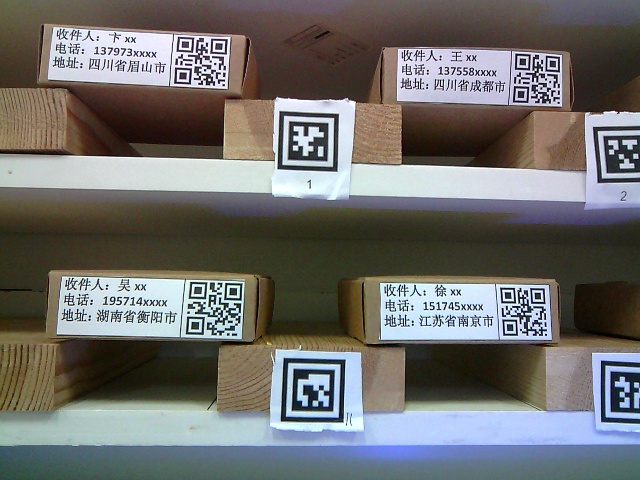 收件人：卞 xx
电话：137973xxxx
地址：四川省眉山市
收件人：王 xx
电话：137558xxxx
地址：四川省成都市
1
2
收件人：吴 xx
电话：195714xxxx
地址：湖南省衡阳市
收件人：徐 xx
电话：151745xxxx
地址：江苏省南京市